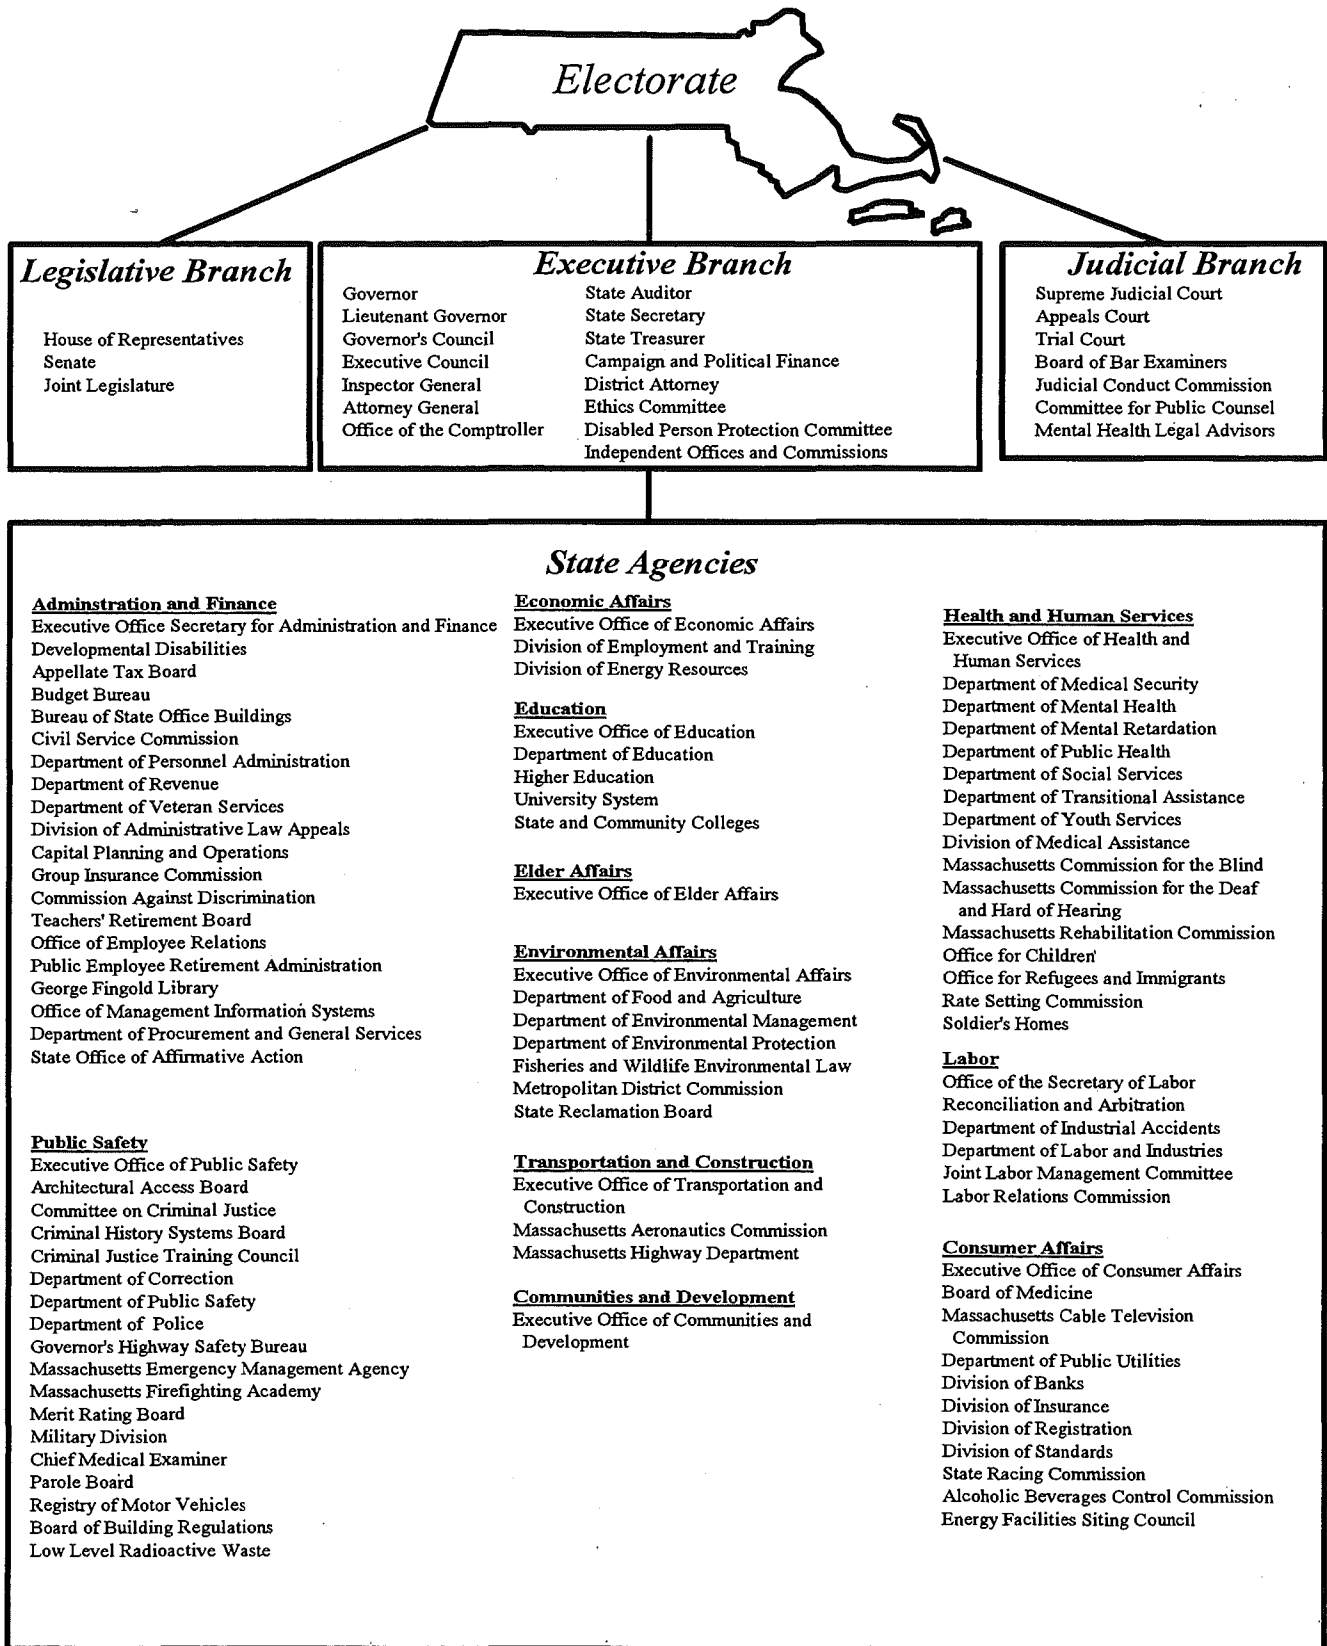 Electorate
Legislative Branch
House of Representatives
Senate
Joint Legislature
Executive Branch
Governor
Lieutenant Governor
Governor's Council
Executive Council
Inspector General
Attorney General
Office of the Comptroller
State Auditor
State Secretary
State Treasurer
Campaign and Political Finance
District Attorney
Ethics Committee
Disabled Person Protection Committee
Independent Offices and Commissions
Judicial Branch
Supreme Judicial Court
Appeals Court
Trial Court
Board of Bar Examiners
Judicial Conduct Commission
Committee for Public Counsel
Mental Health Legal Advisors
State Agencies
Adminstration and Finance
Executive Office Secretary for Administration and Finance
Developmental Disabilities
Appellate Tax Board
Budget Bureau
Bureau of State Office Buildings
Civil Service Commission
Department of Personnel Administration
Department of Revenue
Department of Veteran Services
Division of Administrative Law Appeals
Capital Planning and Operations
Group Insurance Commission
Commission Against Discrimination
Teachers' Retirement Board
Office of Employee Relations
Public Employee Retirement Administration
George Fingold Library
Office of Management Information Systems
Department of Procurement and General Services
State Office of Affirmative Action
Public Safety
Executive Office of Public Safety
Architectural Access Board
Committee on Criminal Justice
Criminal History Systems Board
Criminal Justice Training Council
Department of Correction
Department of Public Safety
Department of Police
Governor's Highway Safety Bureau
Massachusetts Emergency Management Agency
Massachusetts Firefighting Academy
Merit Rating Board
Military Division
Chief Medical Examiner
Parole Board
Registry of Motor Vehicles
Board of Building Regulations
Low Level Radioactive Waste
Economic Affairs
Executive Office of Economic Affairs
Division of Employment and Training
Division of Energy Resources
Education
Executive Office of Education
Department of Education
Higher Education
University System
State and Community Colleges
Elder Affairs
Executive Office of Elder Affairs
Environmental Affairs
Executive Office of Environmental Affairs
Department of Food and Agriculture
Department of Environmental Management
Department of Environmental Protection
Fisheries and Wildlife Environmental Law
Metropolitan District Commission
State Reclamation Board
Transportation and Construction
Executive Office of Transportation and
Construction
Massachusetts Aeronautics Commission
Massachusetts Highway Department
Communities and Development
Executive Office of Communities and
Development
Health and Human Services
Executive Office of Health and
Human Services
Department of Medical Security
Department of Mental Health
Department of Mental Retardation
Department of Public Health
Department of Social Services
Department of Transitional Assistance
Department of Youth Services
Division of Medical Assistance
Massachusetts Commission for the Blind
Massachusetts Commission for the Deaf
and Hard of Hearing
Massachusetts Rehabilitation Commission
Office for Children
Office for Refugees and Immigrants
Rate Setting Commission
Soldier's Homes
Labor
Office of the Secretary of Labor
Reconciliation and Arbitration
Department of Industrial Accidents
Department of Labor and Industries
Joint Labor Management Committee
Labor Relations Commission
Consumer Affairs
Executive Office of Consumer Affairs
Board of Medicine
Massachusetts Cable Television
Commission
Department of Public Utilities
Division of Banks
Division of Insurance
Division of Registration
Division of Standards
State Racing Commission
Alcoholic Beverages Control Commission
Energy Facilities Siting Council